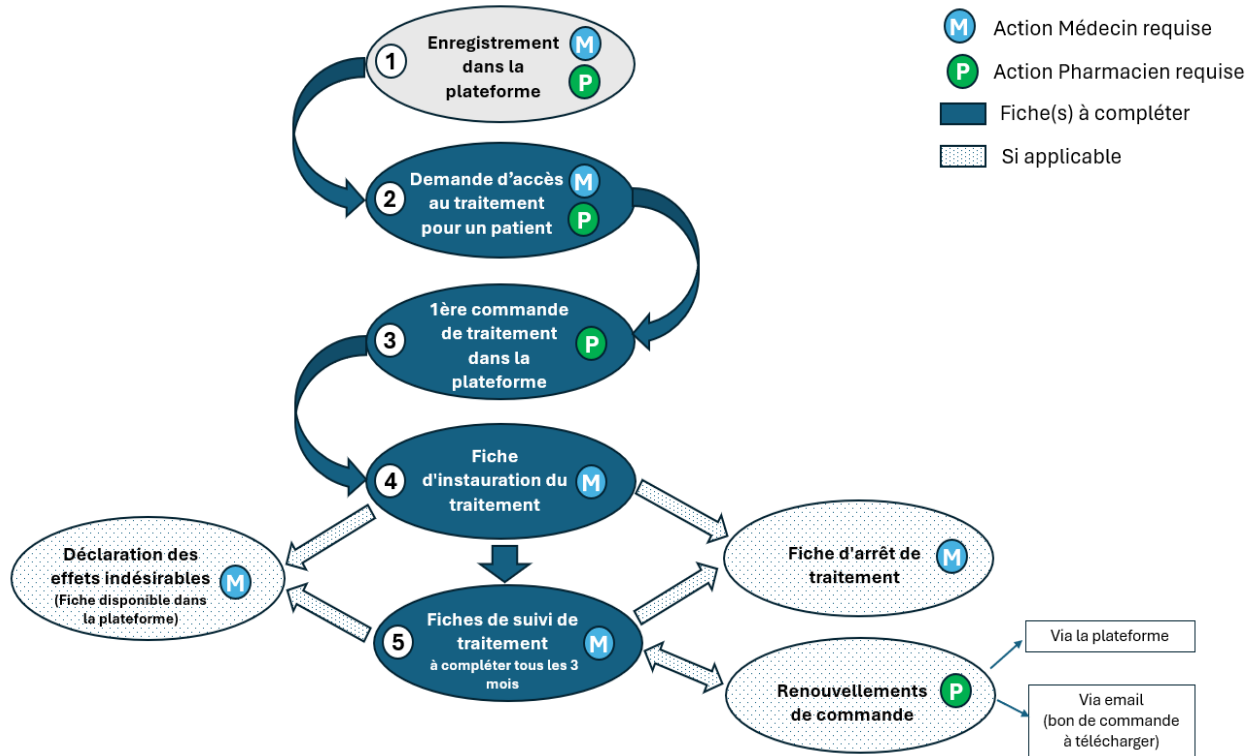 1
Enregistrement
dans la
plateforme
M
P
M
Action Médecin requise
P
Action Pharmacien requise
Fiche(s) à compléter
Si applicable
2
Demande d'accès
au traitement
pour un patient
M
P
3
1ère commande
de traitement
dans la
plateforme
P
4
Fiche
d'instauration du
traitement
M
Déclaration des
effets indésirables
(Fiche disponible dans
la plateforme)
M
Fiche d'arrêt de
traitement
M
5
Fiches de suivi de
traitement
à compléter tous les 3
mois
M
Renouvellements
de commande
P
Via la plateforme
Via email
(bon de commande
à télécharger)